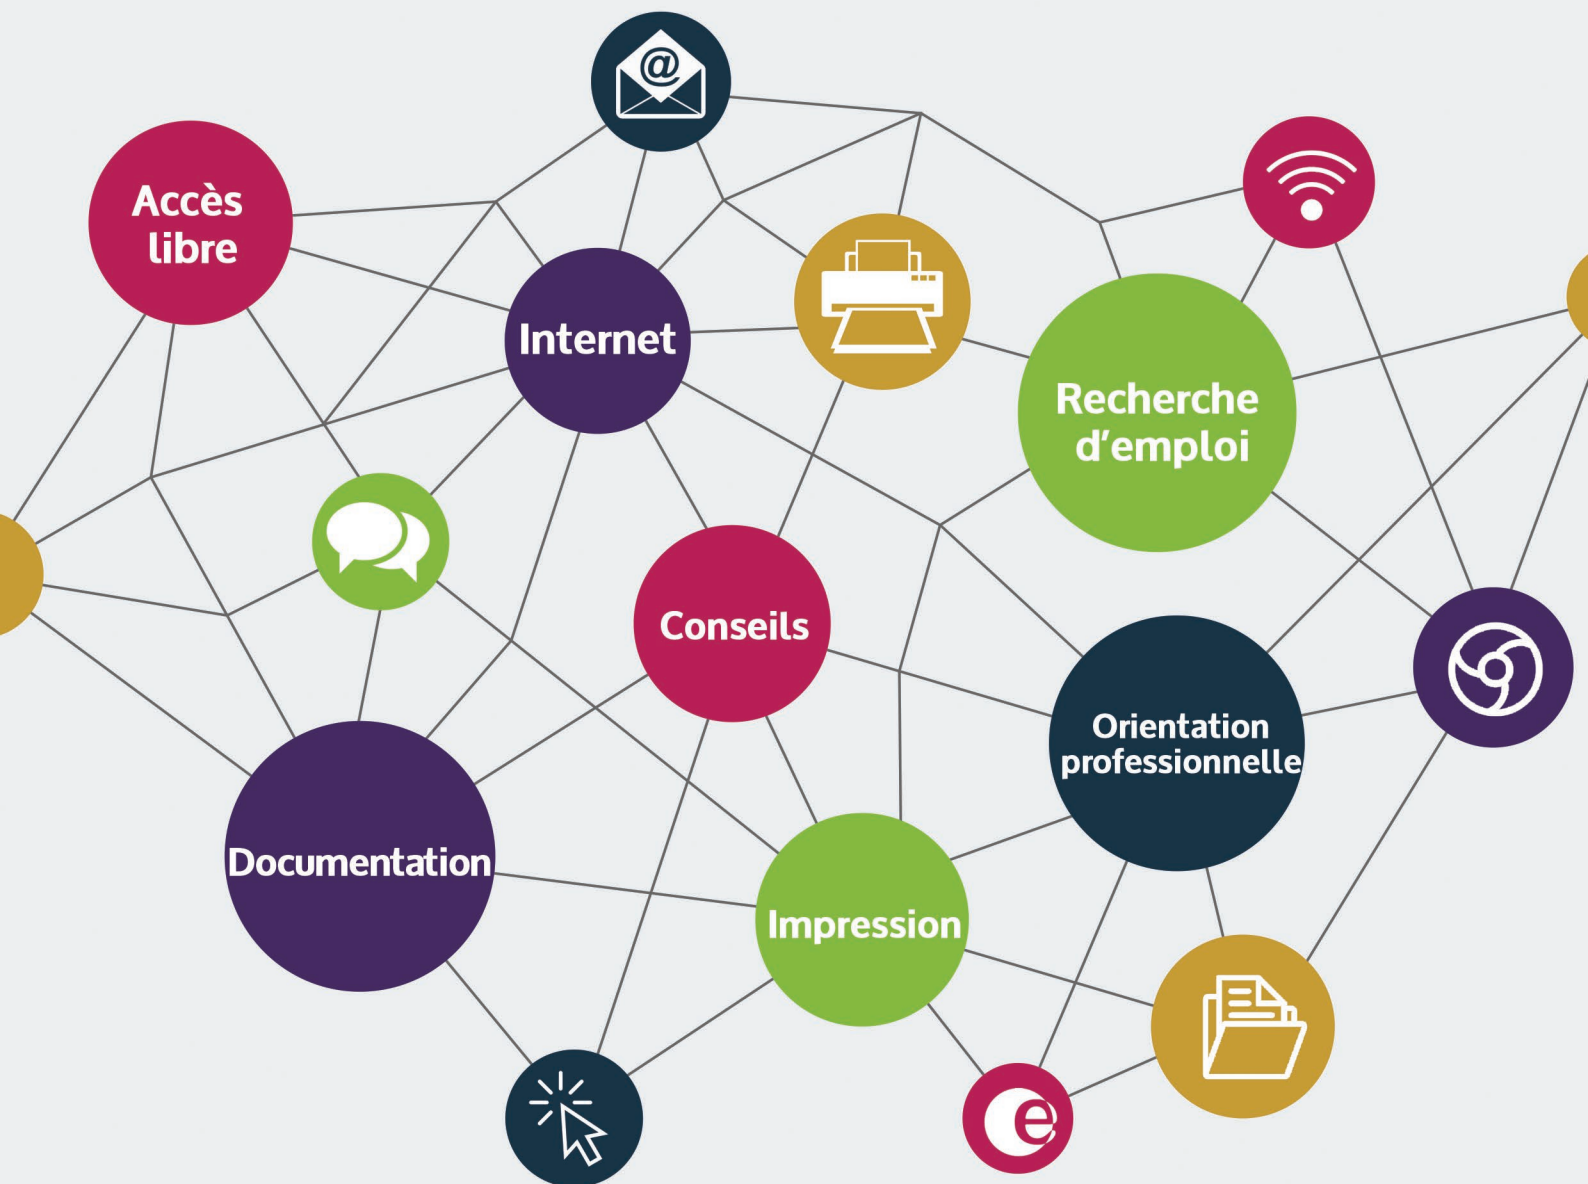 @
Accès
libre
Internet
Recherche
d'emploi
Conseils
Orientation
professionnelle
Documentation
Impression
e